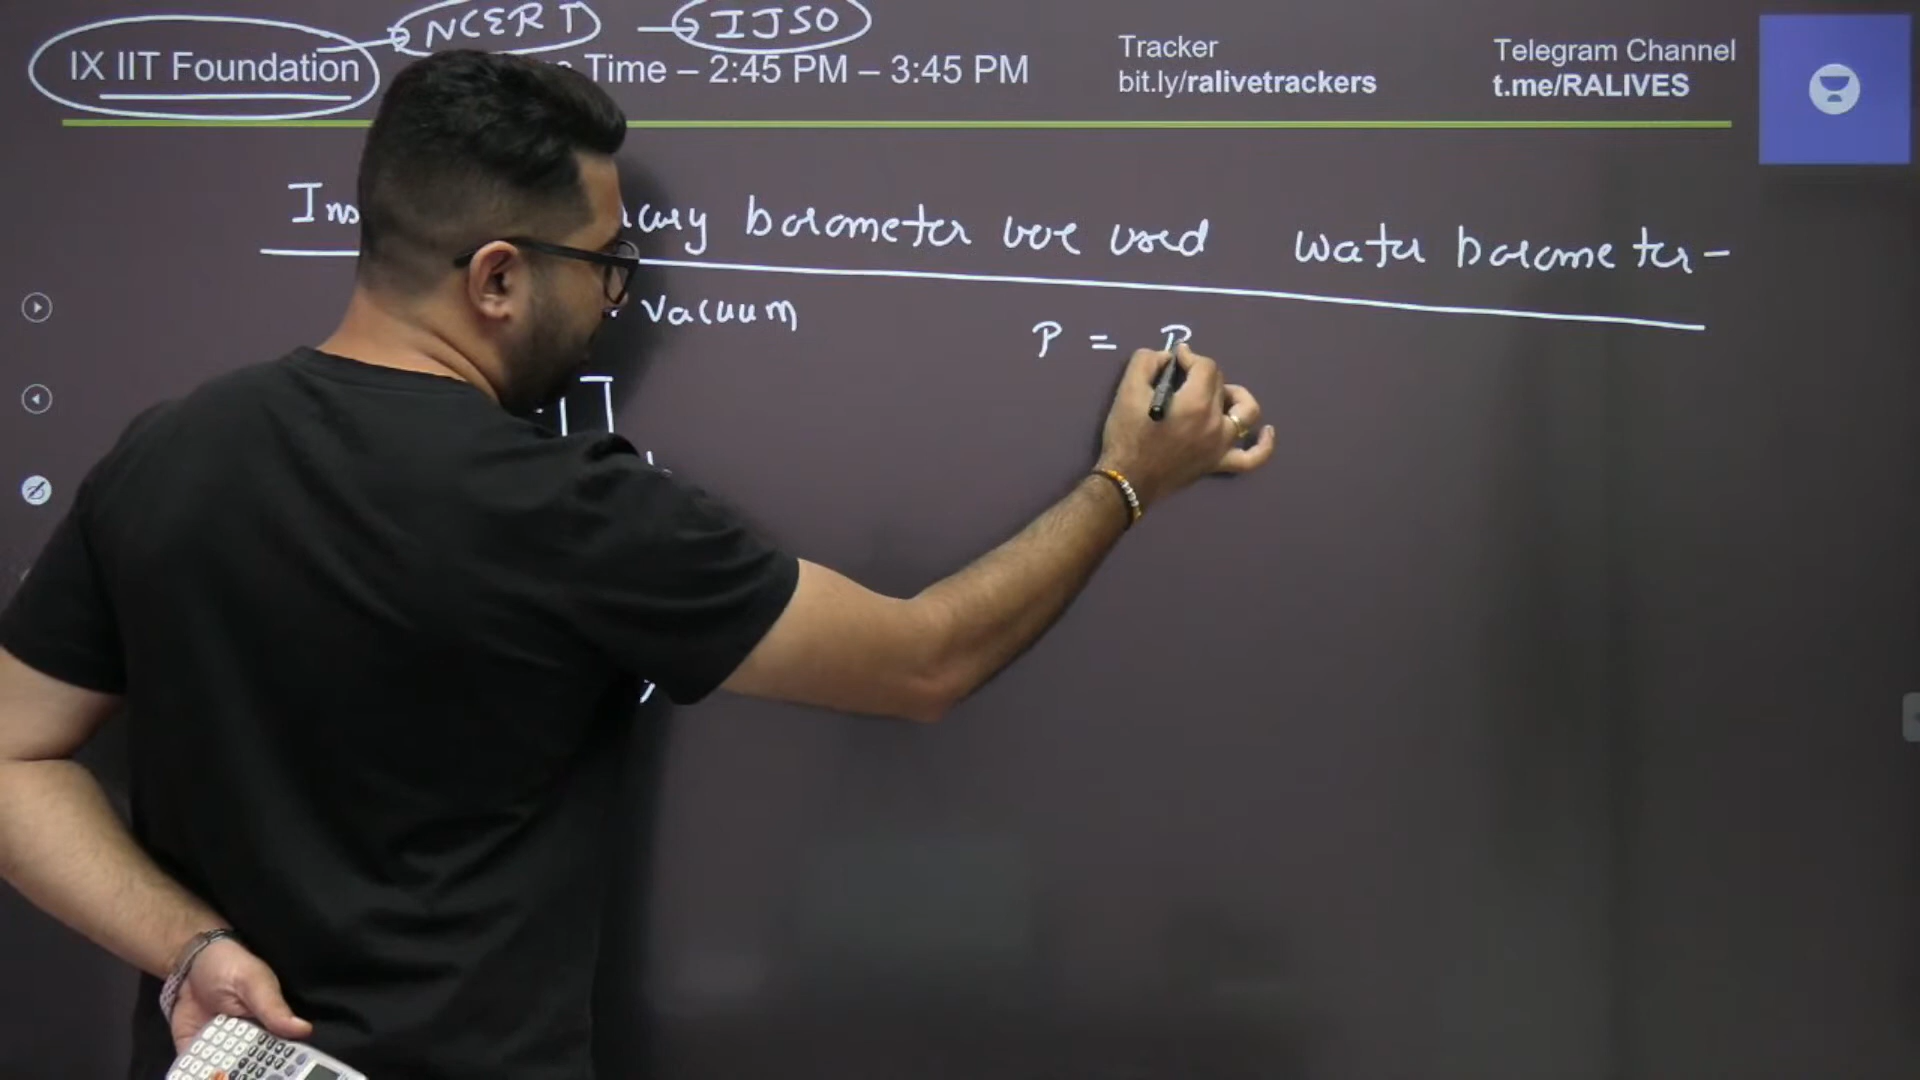 NCERT IJSO
IX IIT Foundation Time – 2:45 PM – 3:45 PM
Tracker
bit.ly/ralivetrackers
Telegram Channel
t.me/RALIVES
barometer we used water barometer -
vacuum
P = P